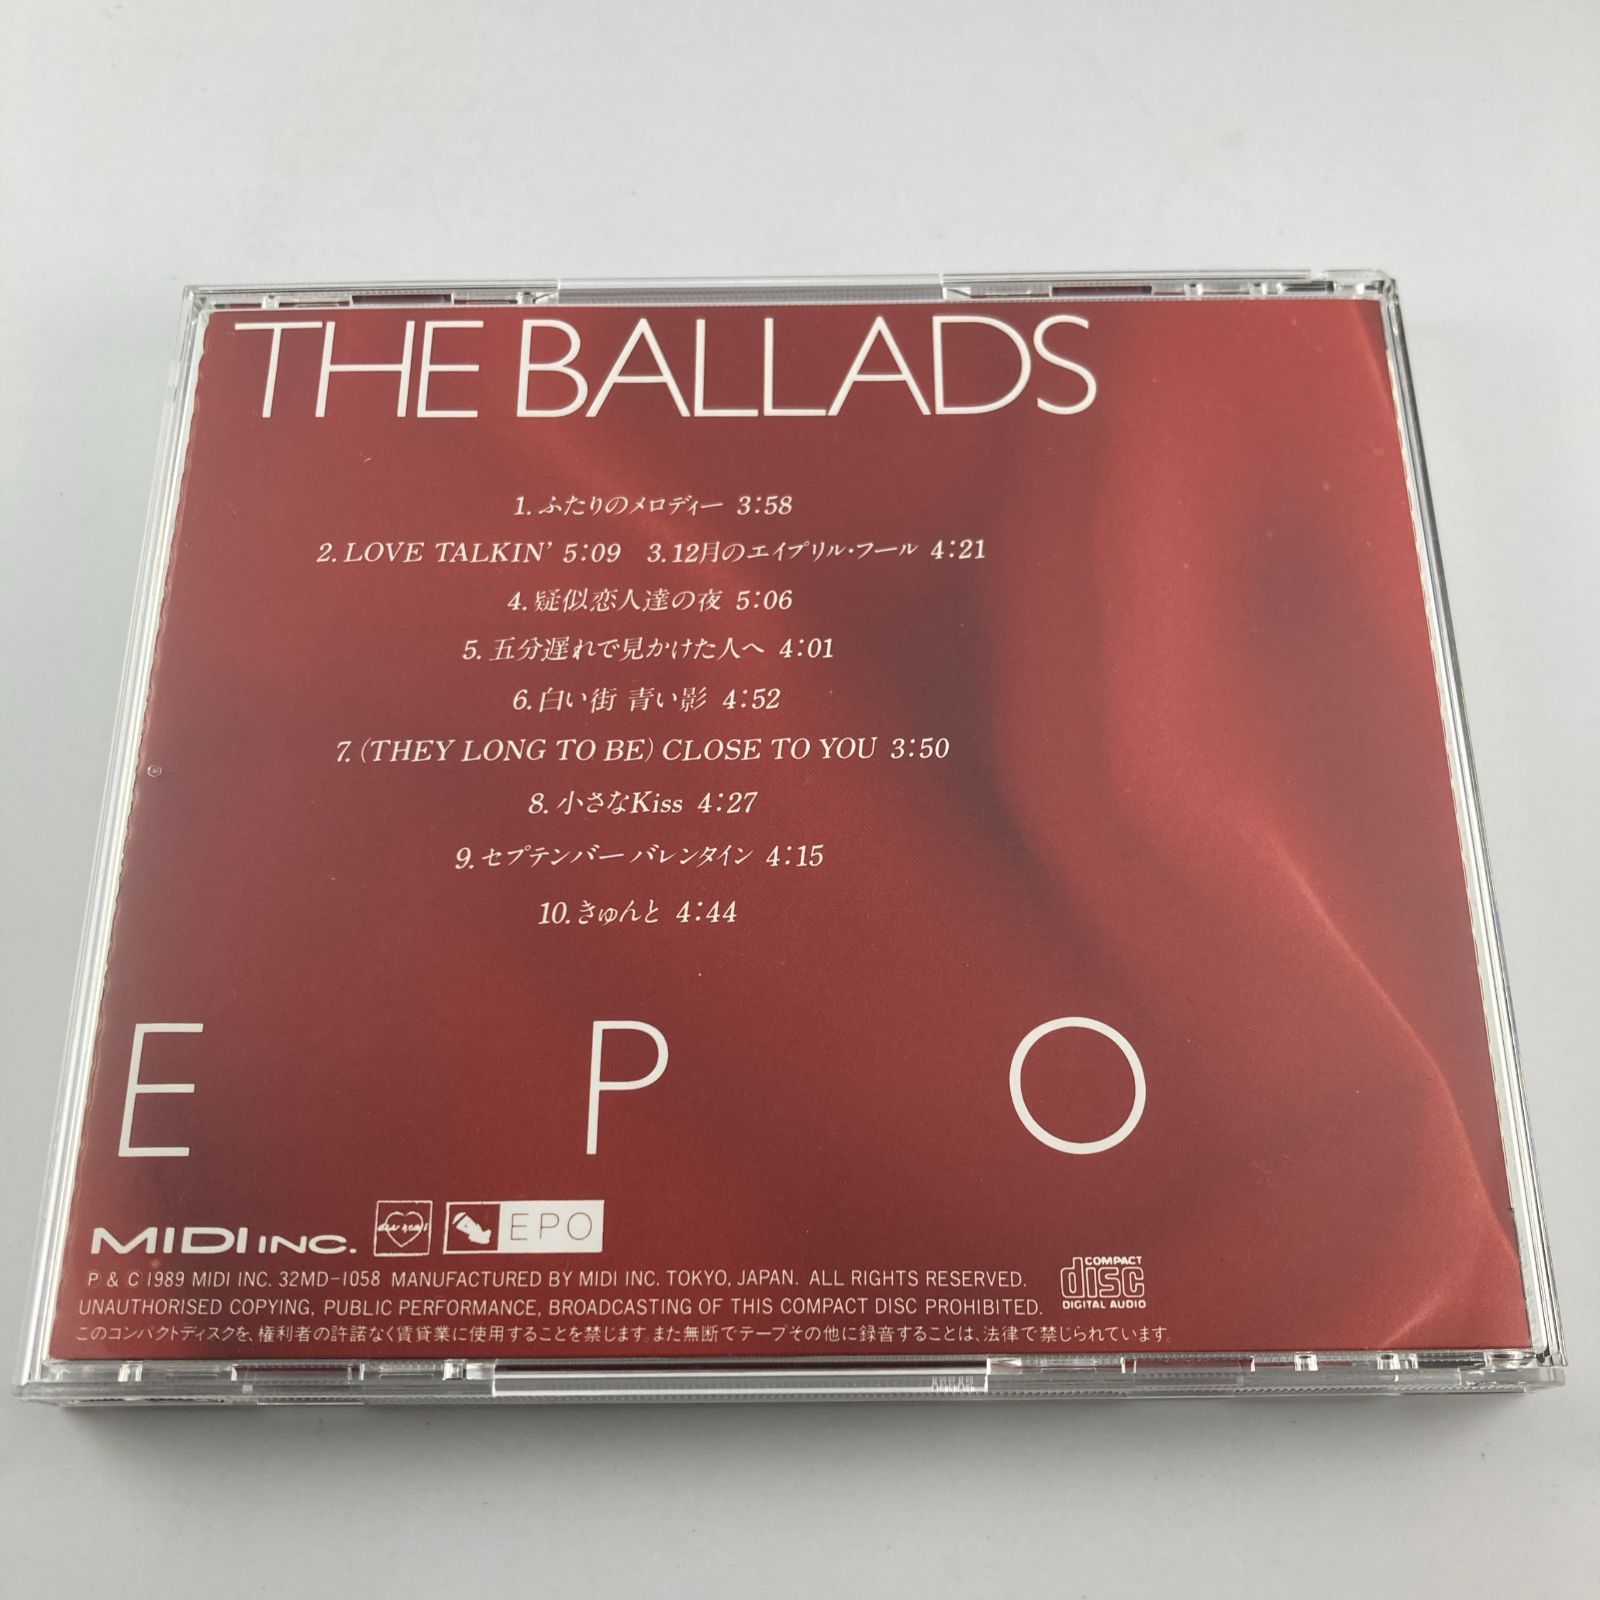 THE BALLADS
1. ふたりのメロディー 3:58
2. LOVE TALKIN' 5:09 3. 12月のエイプリル・フール 4:21
4. 疑似恋人達の夜 5:06
5. 五分遅れで見かけた人へ 4:01
6. 白い街 青い影 4:52
7. (THEY LONG TO BE) CLOSE TO YOU 3:50
8. 小さなKiss 4:27
9. セプテンバー バレンタイン 4:15
10. きゅんと 4:44
E P O
MIDI INC. EPO
P & C 1989 MIDI INC. 32MD-1058 MANUFACTURED BY MIDI INC. TOKYO, JAPAN. ALL RIGHTS RESERVED.
UNAUTHORISED COPYING, PUBLIC PERFORMANCE, BROADCASTING OF THIS COMPACT DISC PROHIBITED.
COMPACT disc DIGITAL AUDIO
このコンパクトディスクを、権利者の許諾なく賃貸業に使用することを禁じます。また無断でテープその他に録音することは、法律で禁じられています。